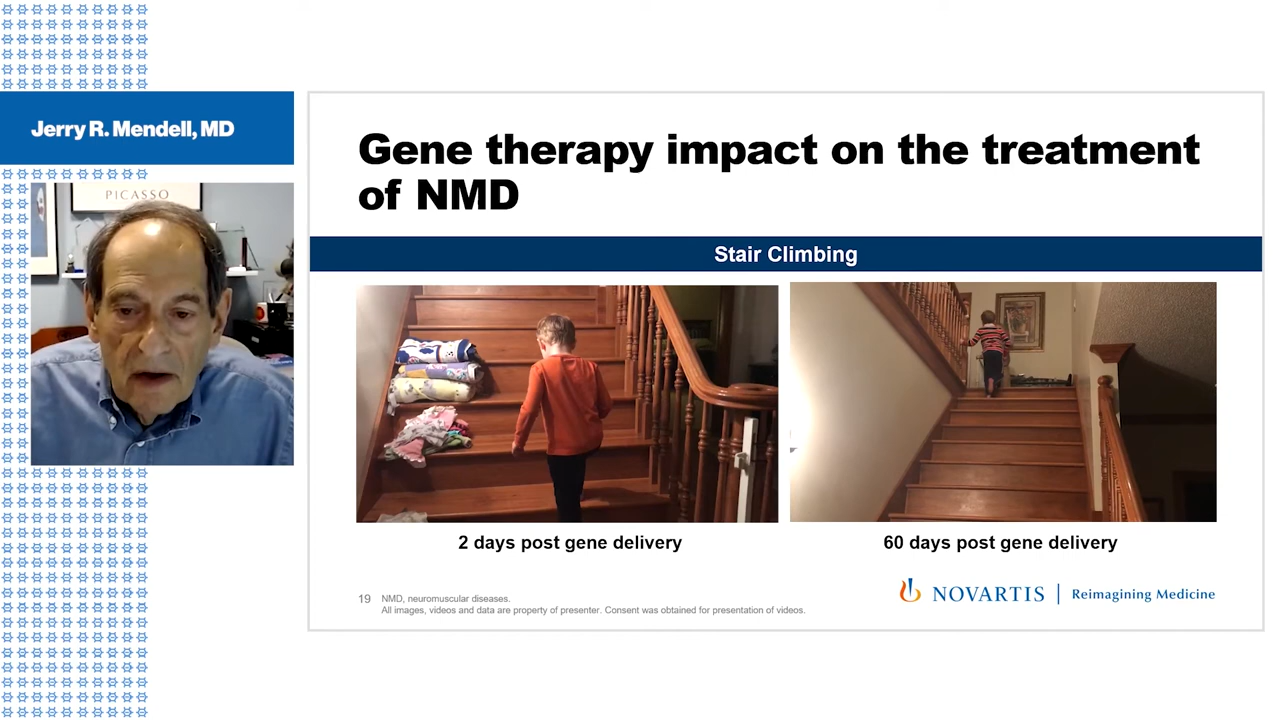 Jerry R. Mendell, MD
PICASSO
Gene therapy impact on the treatment
of NMD
Stair Climbing
2 days post gene delivery
60 days post gene delivery
19
NMD, neuromuscular diseases.
All images, videos and data are property of presenter. Consent was obtained for presentation of videos.
NOVARTIS | Reimagining Medicine